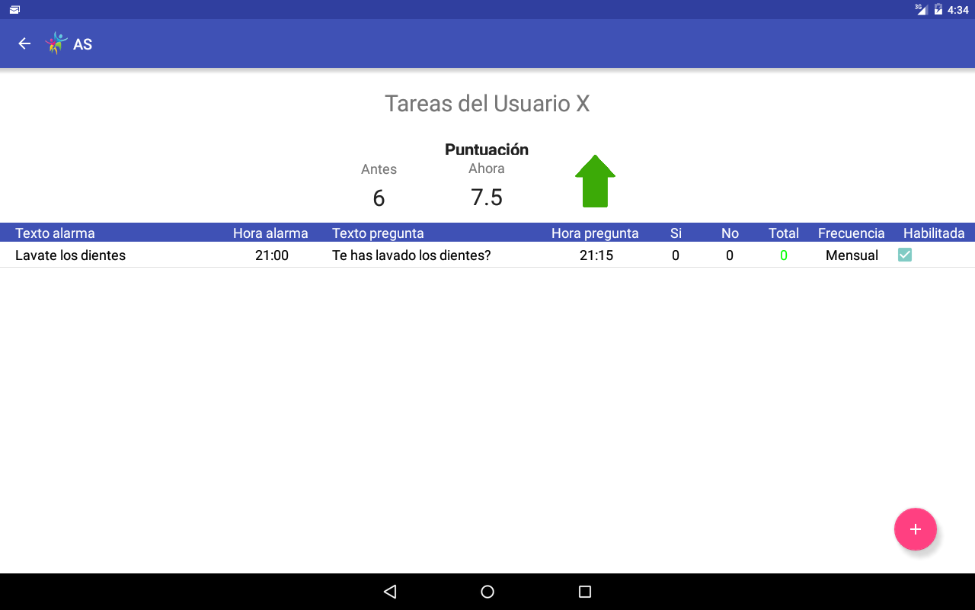 3G 4:34
AS
Tareas del Usuario X
Puntuación
Antes Ahora
6 7.5
Texto alarma Hora alarma Texto pregunta Hora pregunta Si No Total Frecuencia Habilitada
Lavate los dientes 21:00 Te has lavado los dientes? 21:15 0 0 0 Mensual